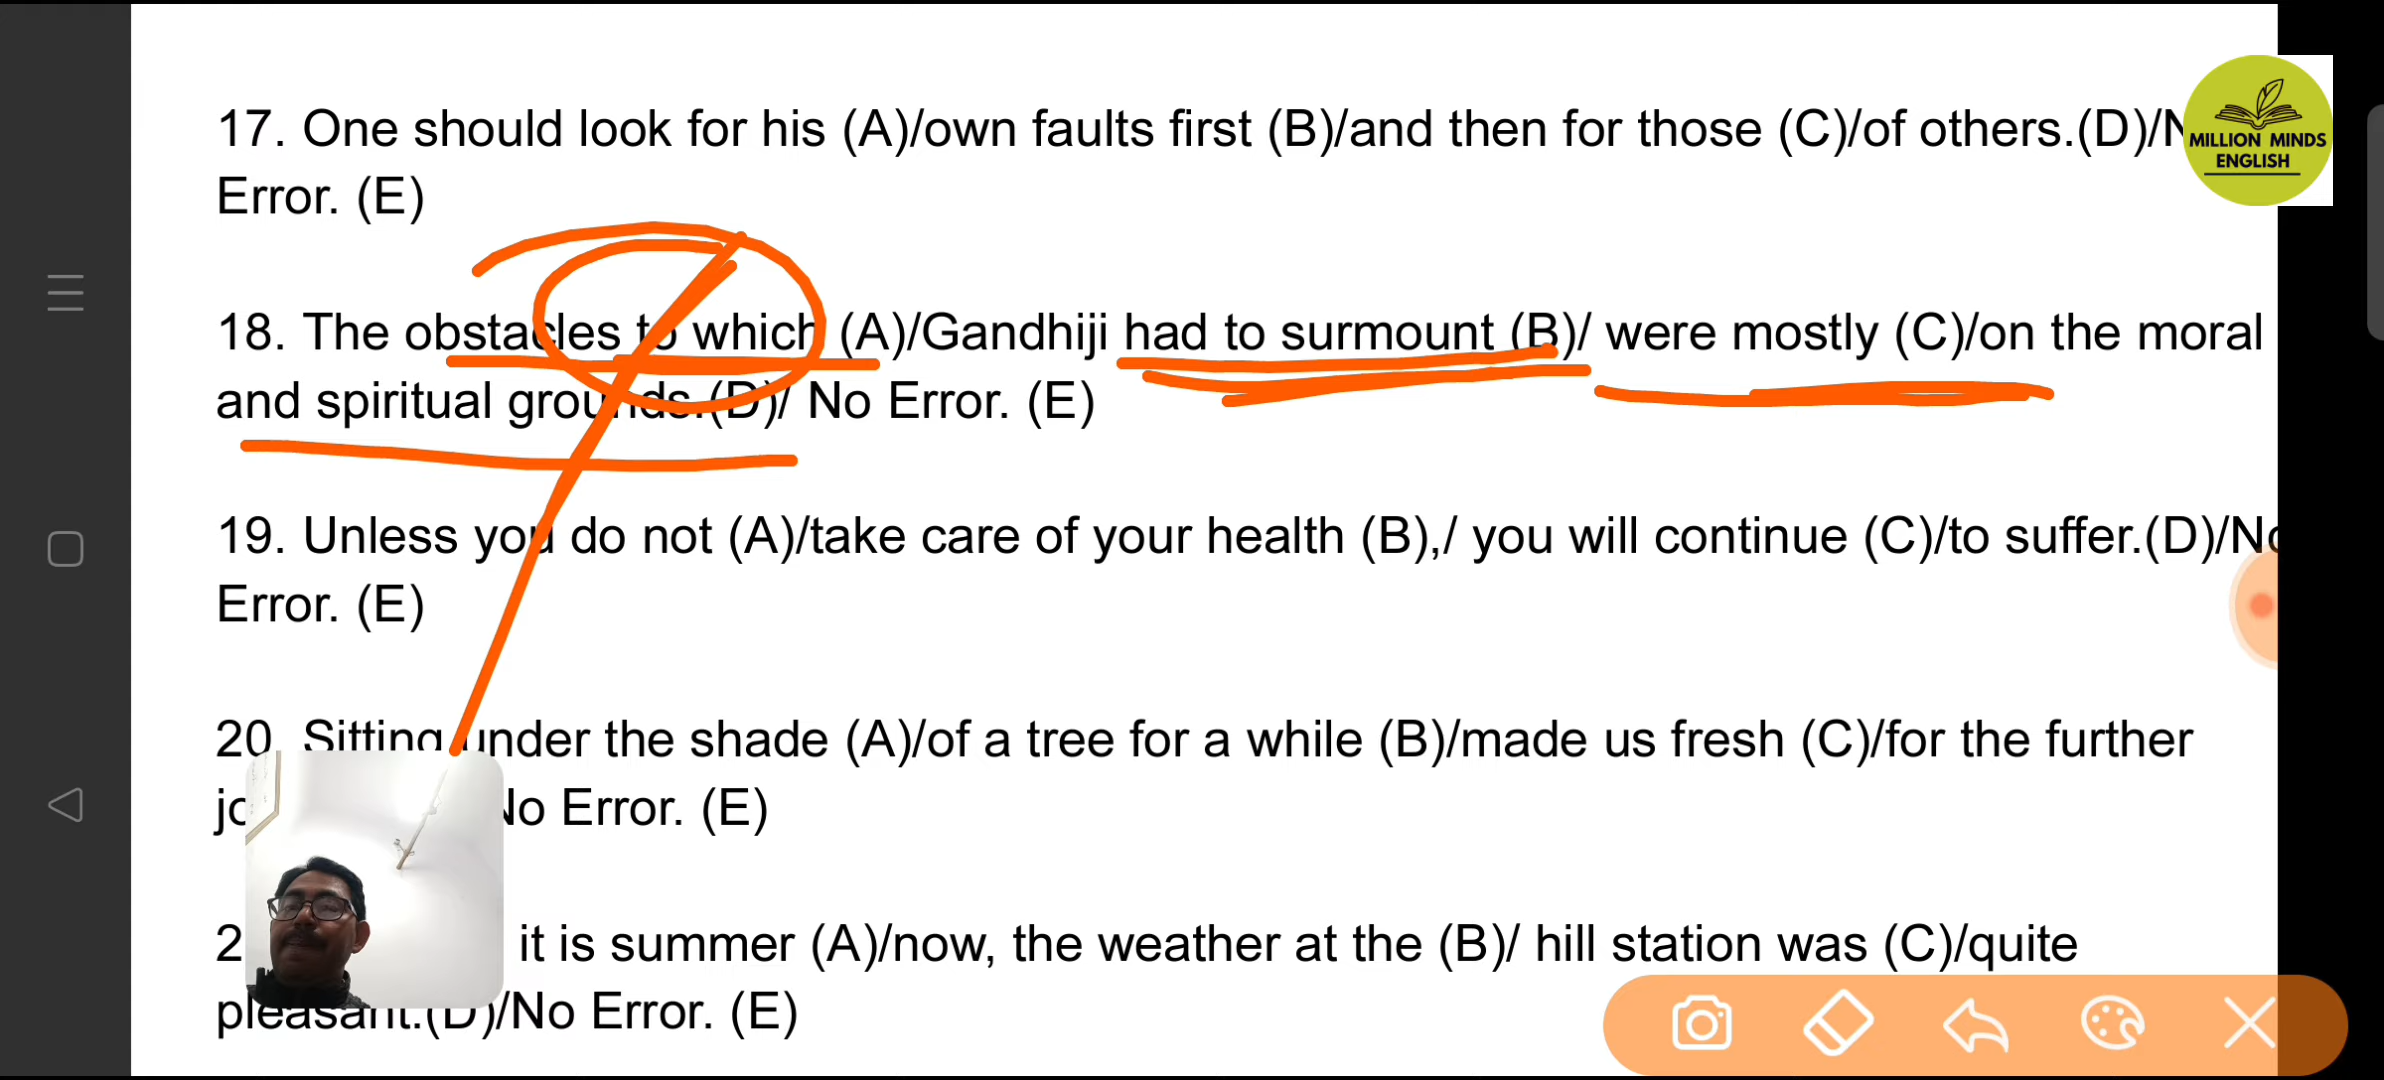 17. One should look for his (A)/own faults first (B)/and then for those (C)/of others.(D)/
MILLION MINDS
ENGLISH
Error. (E)
18. The obstacles to which (A)/Gandhiji had to surmount (B)/ were mostly (C)/on the moral
and spiritual grounds.(D)/ No Error. (E)
19. Unless you do not (A)/take care of your health (B),/ you will continue (C)/to suffer.(D)/No
Error. (E)
20. Sitting under the shade (A)/of a tree for a while (B)/made us fresh (C)/for the further
No Error. (E)
it is summer (A)/now, the weather at the (B)/ hill station was (C)/quite
pleasant.(D)/No Error. (E)